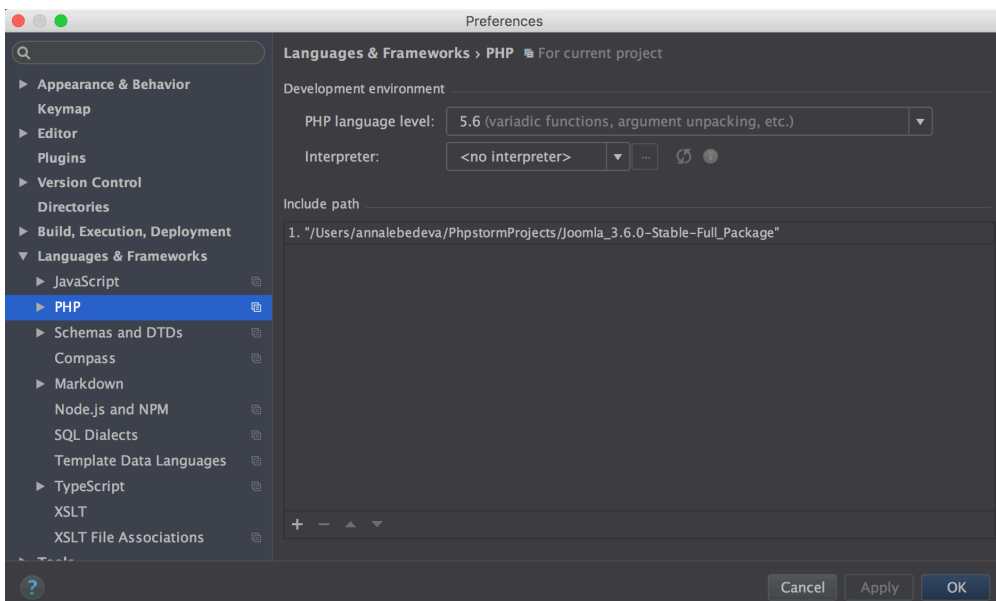 Preferences
Appearance & Behavior
Keymap
Editor
Plugins
Version Control
Directories
Build, Execution, Deployment
Languages & Frameworks
JavaScript
PHP
Schemas and DTDs
Compass
Markdown
Node.js and NPM
SQL Dialects
Template Data Languages
TypeScript
XSLT
XSLT File Associations
Languages & Frameworks › PHP For current project
Development environment
PHP language level: 5.6 (variadic functions, argument unpacking, etc.)
Interpreter: <no interpreter> ...
Include path
1. "/Users/annalebedeva/PhpstormProjects/Joomla_3.6.0-Stable-Full_Package"
? Cancel Apply OK